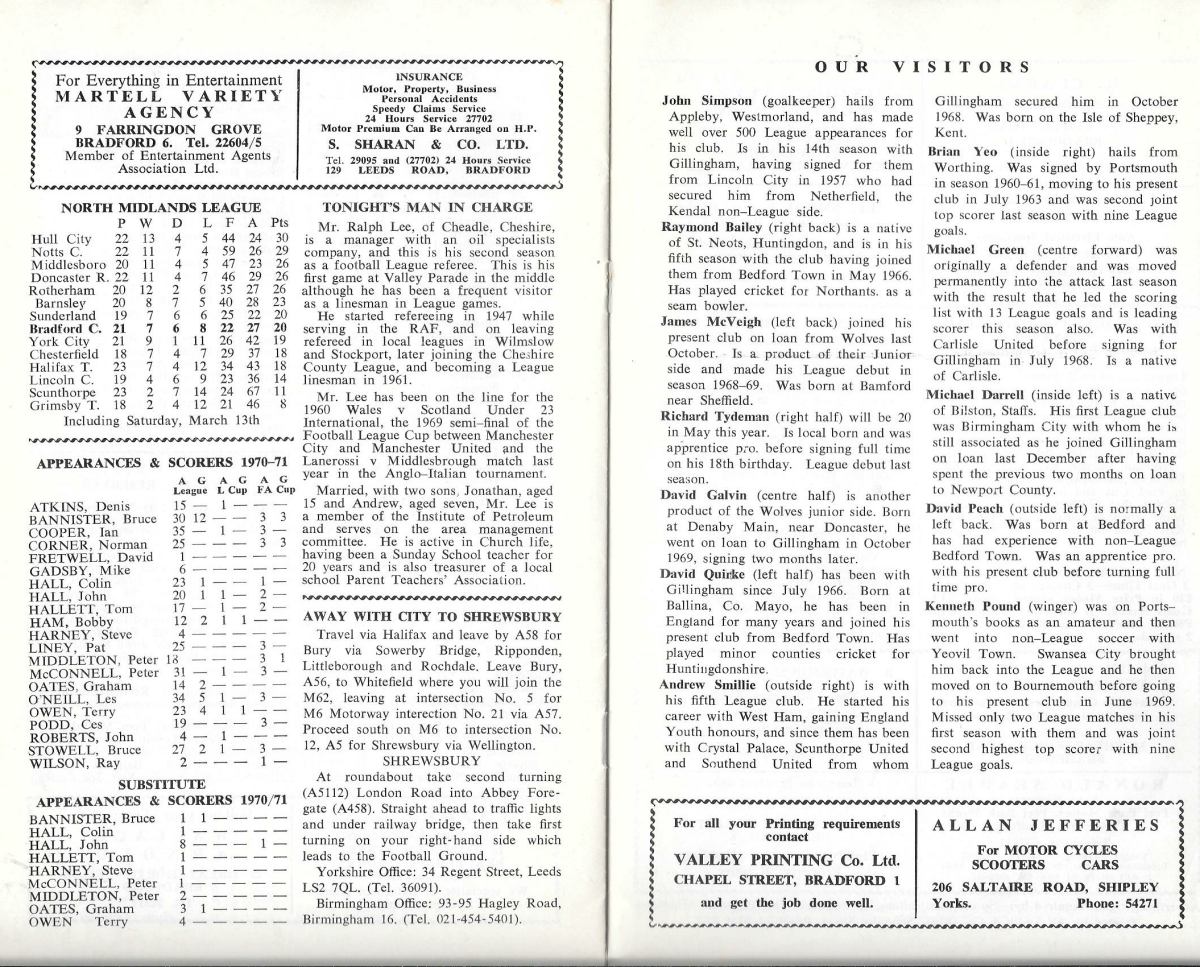 For Everything in Entertainment
MARTELL VARIETY
AGENCY
9 FARRINGDON GROVE
BRADFORD 6. Tel. 22604/5
Member of Entertainment Agents
Association Ltd.
INSURANCE
Motor, Property, Business
Personal Accidents
Speedy Claims Service
24 Hours Service 27702
Motor Premium Can Be Arranged on H.P.
S. SHARAN & CO. LTD.
Tel. 29095 and (27702) 24 Hours Service
129 LEEDS ROAD, BRADFORD
NORTH MIDLANDS LEAGUE
P W D L F A Pts
Hull City 22 13 4 5 44 24 30
Notts C. 22 11 7 4 59 26 29
Middlesboro 20 11 4 5 47 23 26
Doncaster R. 22 11 4 7 46 29 26
Rotherham 20 12 2 6 35 27 26
Barnsley 20 8 7 5 40 28 23
Sunderland 19 7 6 6 25 22 20
Bradford C. 21 7 6 8 22 27 20
York City 21 9 1 11 26 42 19
Chesterfield 18 7 4 7 29 37 18
Halifax T. 23 7 4 12 34 43 18
Lincoln C. 19 4 6 9 23 36 14
Scunthorpe 23 2 7 14 24 67 11
Grimsby T. 18 2 4 12 21 46 8
Including Saturday, March 13th
APPEARANCES & SCORERS 1970-71
A G A G A G
League L Cup FA Cup
ATKINS, Denis 15 — 1 — — —
BANNISTER, Bruce 30 12 — — 3 3
COOPER, Ian 35 — 1 — 3 —
CORNER, Norman 25 — — — 3 3
FRETWELL, David 1 — — — — —
GADSBY, Mike 6 — — — — —
HALL, Colin 23 1 — — 1 —
HALL, John 20 1 1 — 2 —
HALLETT, Tom 17 — 1 — 2 —
HAM, Bobby 12 2 1 1 — —
HARNEY, Steve 4 — — — — —
LINEY, Pat 25 — — — 3 —
MIDDLETON, Peter 18 — — — 3 1
McCONNELL, Peter 31 — 1 — 3 —
OATES, Graham 14 2 — — — —
O'NEILL, Les 34 5 1 — 3 —
OWEN, Terry 23 4 1 1 — —
PODD, Ces 19 — — — 3 —
ROBERTS, John 4 — 1 — — —
STOWELL, Bruce 27 2 1 — 3 —
WILSON, Ray 2 — — — 1 —
SUBSTITUTE
APPEARANCES & SCORERS 1970/71
BANNISTER, Bruce 1 1 — — — —
HALL, Colin 1 — — — — —
HALL, John 8 — — — 1 —
HALLETT, Tom 1 — — — — —
HARNEY, Steve 1 — — — — —
McCONNELL, Peter 1 — — — — —
MIDDLETON, Peter 2 — — — — —
OATES, Graham 3 1 — — — —
OWEN Terry 4 — — — — —
TONIGHT'S MAN IN CHARGE
Mr. Ralph Lee, of Cheadle, Cheshire,
is a manager with an oil specialists
company, and this is his second season
as a football League referee. This is his
first game at Valley Parade in the middle
although he has been a frequent visitor
as a linesman in League games.
He started refereeing in 1947 while
serving in the RAF, and on leaving
refereed in local leagues in Wilmslow
and Stockport, later joining the Cheshire
County League, and becoming a League
linesman in 1961.
Mr. Lee has been on the line for the
1960 Wales v Scotland Under 23
International, the 1969 semi-final of the
Football League Cup between Manchester
City and Manchester United and the
Lanerossi v Middlesbrough match last
year in the Anglo-Italian tournament.
Married, with two sons, Jonathan, aged
15 and Andrew, aged seven, Mr. Lee is
a member of the Institute of Petroleum
and serves on the area management
committee. He is active in Church life,
having been a Sunday School teacher for
20 years and is also treasurer of a local
school Parent Teachers' Association.
AWAY WITH CITY TO SHREWSBURY
Travel via Halifax and leave by A58 for
Bury via Sowerby Bridge, Ripponden,
Littleborough and Rochdale. Leave Bury,
A56, to Whitefield where you will join the
M62, leaving at intersection No. 5 for
M6 Motorway interection No. 21 via A57.
Proceed south on M6 to intersection No.
12, A5 for Shrewsbury via Wellington.
SHREWSBURY
At roundabout take second turning
(A5112) London Road into Abbey Fore-
gate (A458). Straight ahead to traffic lights
and under railway bridge, then take first
turning on your right-hand side which
leads to the Football Ground.
Yorkshire Office: 34 Regent Street, Leeds
LS2 7QL. (Tel. 36091).
Birmingham Office: 93-95 Hagley Road,
Birmingham 16. (Tel. 021-454-5401).
OUR VISITORS
John Simpson (goalkeeper) hails from
Appleby, Westmorland, and has made
well over 500 League appearances for
his club. Is in his 14th season with
Gillingham, having signed for them
from Lincoln City in 1957 who had
secured him from Netherfield, the
Kendal non-League side.
Raymond Bailey (right back) is a native
of St. Neots, Huntingdon, and is in his
fifth season with the club having joined
them from Bedford Town in May 1966.
Has played cricket for Northants. as a
seam bowler.
James McVeigh (left back) joined his
present club on loan from Wolves last
October. Is a product of their Junior
side and made his League debut in
season 1968-69. Was born at Bamford
near Sheffield.
Richard Tydeman (right half) will be 20
in May this year. Is local born and was
apprentice pro. before signing full time
on his 18th birthday. League debut last
season.
David Galvin (centre half) is another
product of the Wolves junior side. Born
at Denaby Main, near Doncaster, he
went on loan to Gillingham in October
1969, signing two months later.
David Quirke (left half) has been with
Gillingham since July 1966. Born at
Ballina, Co. Mayo, he has been in
England for many years and joined his
present club from Bedford Town. Has
played minor counties cricket for
Huntingdonshire.
Andrew Smillie (outside right) is with
his fifth League club. He started his
career with West Ham, gaining England
Youth honours, and since them has been
with Crystal Palace, Scunthorpe United
and Southend United from whom
Gillingham secured him in October
1968. Was born on the Isle of Sheppey,
Kent.
Brian Yeo (inside right) hails from
Worthing. Was signed by Portsmouth
in season 1960-61, moving to his present
club in July 1963 and was second joint
top scorer last season with nine League
goals.
Michael Green (centre forward) was
originally a defender and was moved
permanently into the attack last season
with the result that he led the scoring
list with 13 League goals and is leading
scorer this season also. Was with
Carlisle United before signing for
Gillingham in July 1968. Is a native
of Carlisle.
Michael Darrell (inside left) is a native
of Bilston, Staffs. His first League club
was Birmingham City with whom he is
still associated as he joined Gillingham
on loan last December after having
spent the previous two months on loan
to Newport County.
David Peach (outside left) is normally a
left back. Was born at Bedford and
has had experience with non-League
Bedford Town. Was an apprentice pro.
with his present club before turning full
time pro.
Kenneth Pound (winger) was on Ports-
mouth's books as an amateur and then
went into non-League soccer with
Yeovil Town. Swansea City brought
him back into the League and he then
moved on to Bournemouth before going
to his present club in June 1969.
Missed only two League matches in his
first season with them and was joint
second highest top scorer with nine
League goals.
For all your Printing requirements
contact
VALLEY PRINTING Co. Ltd.
CHAPEL STREET, BRADFORD 1
and get the job done well.
ALLAN JEFFERIES
For MOTOR CYCLES
SCOOTERS CARS
206 SALTAIRE ROAD, SHIPLEY
Yorks. Phone: 54271